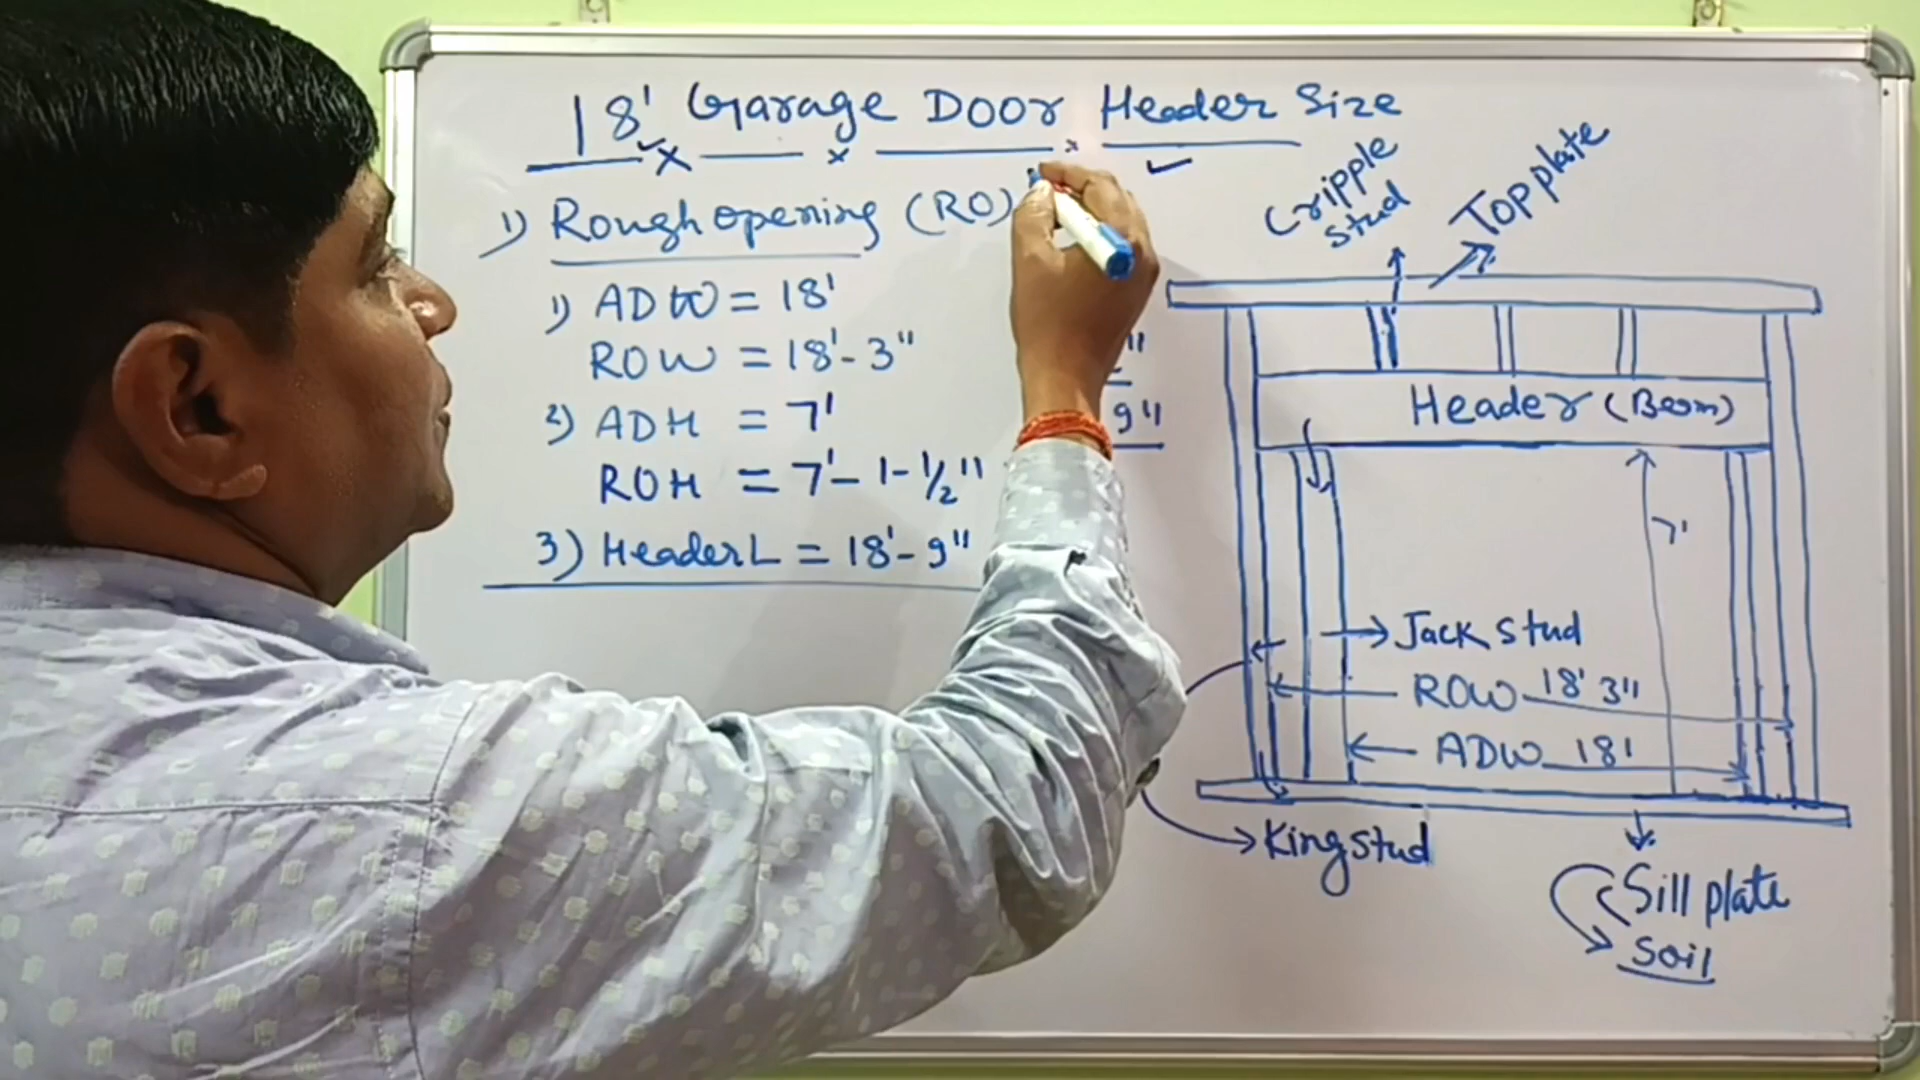 18' Garage Door Header Size
1) Rough opening (RO)
1) ADW = 18'
ROW = 18'- 3"
2) ADH = 7'
ROH = 7'- 1-1/2"
3) Header L = 18'- 9"
9"
Cripple
stud
Top plate
Header (Beam)
7'
Jack stud
ROW 18' 3"
ADW 18'
King stud
Sill plate
Soil